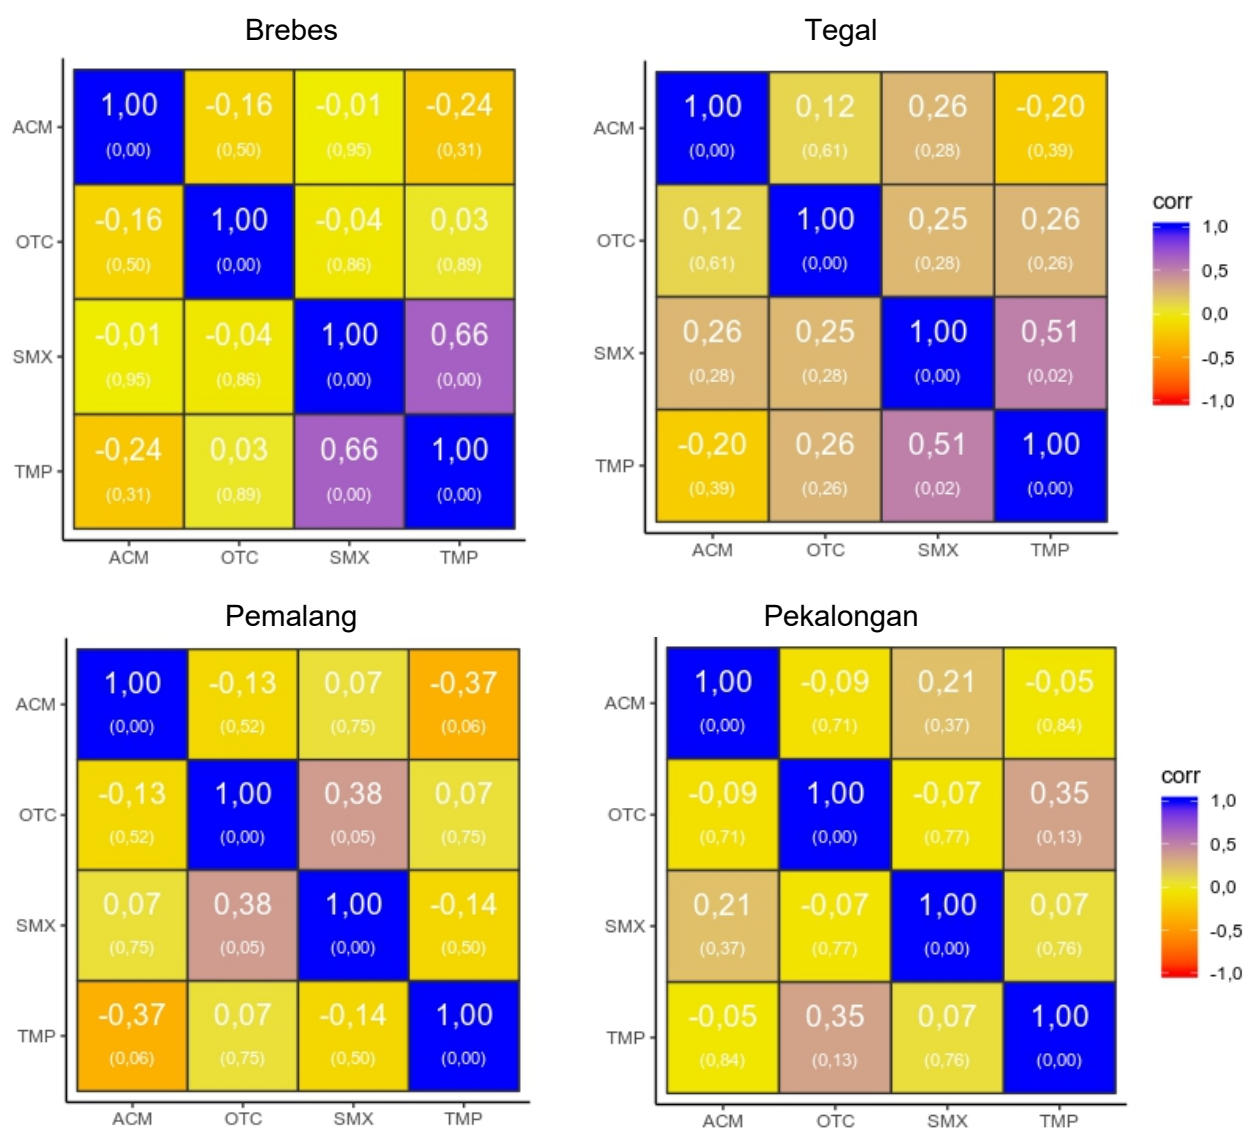 Brebes
1,00 -0,16 -0,01 -0,24
ACM
(0,00) (0,50) (0,95) (0,31)
-0,16 1,00 -0,04 0,03
OTC
(0,50) (0,00) (0,86) (0,89)
-0,01 -0,04 1,00 0,66
SMX
(0,95) (0,86) (0,00) (0,00)
-0,24 0,03 0,66 1,00
TMP
(0,31) (0,89) (0,00) (0,00)
ACM OTC SMX TMP
Tegal
1,00 0,12 0,26 -0,20
ACM
(0,00) (0,61) (0,28) (0,39)
0,12 1,00 0,25 0,26
OTC
(0,61) (0,00) (0,28) (0,26)
0,26 0,25 1,00 0,51
SMX
(0,28) (0,28) (0,00) (0,02)
-0,20 0,26 0,51 1,00
TMP
(0,39) (0,26) (0,02) (0,00)
ACM OTC SMX TMP
corr
1,0
0,5
0,0
-0,5
-1,0
Pemalang
1,00 -0,13 0,07 -0,37
ACM
(0,00) (0,52) (0,75) (0,06)
-0,13 1,00 0,38 0,07
OTC
(0,52) (0,00) (0,05) (0,75)
0,07 0,38 1,00 -0,14
SMX
(0,75) (0,05) (0,00) (0,50)
-0,37 0,07 -0,14 1,00
TMP
(0,06) (0,75) (0,50) (0,00)
ACM OTC SMX TMP
Pekalongan
1,00 -0,09 0,21 -0,05
ACM
(0,00) (0,71) (0,37) (0,84)
-0,09 1,00 -0,07 0,35
OTC
(0,71) (0,00) (0,77) (0,13)
0,21 -0,07 1,00 0,07
SMX
(0,37) (0,77) (0,00) (0,76)
-0,05 0,35 0,07 1,00
TMP
(0,84) (0,13) (0,76) (0,00)
ACM OTC SMX TMP
corr
1,0
0,5
0,0
-0,5
-1,0